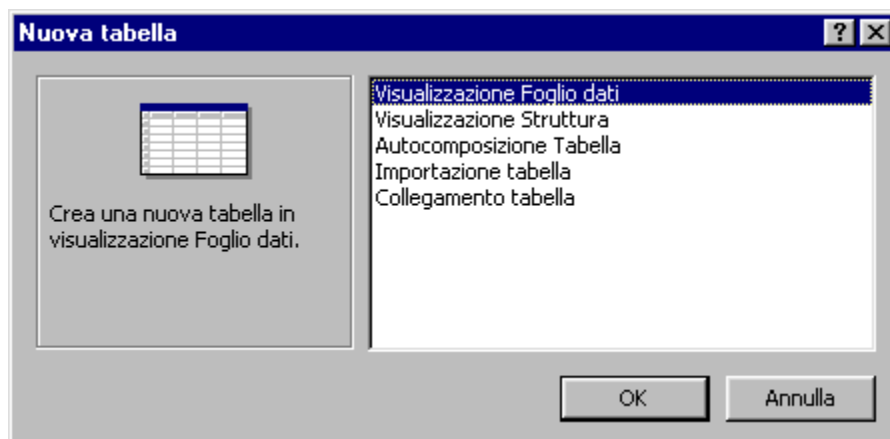 Nuova tabella
Crea una nuova tabella in
visualizzazione Foglio dati.
Visualizzazione Foglio dati
Visualizzazione Struttura
Autocomposizione Tabella
Importazione tabella
Collegamento tabella
OK
Annulla